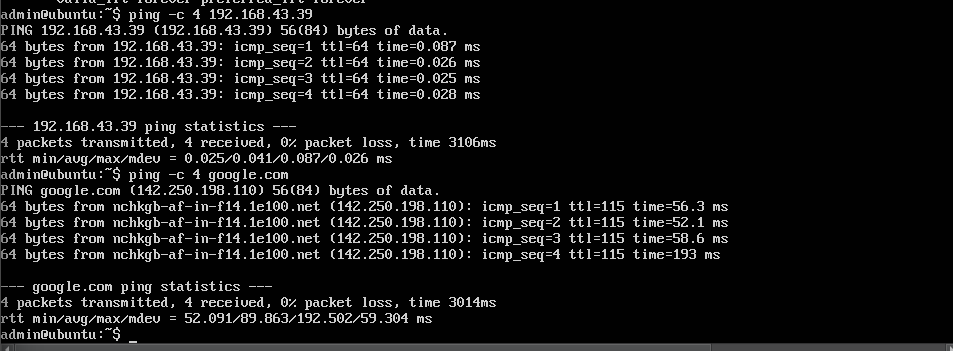 valid_lft forever preferred_lft forever
admin@ubuntu:~$ ping -c 4 192.168.43.39
PING 192.168.43.39 (192.168.43.39) 56(84) bytes of data.
64 bytes from 192.168.43.39: icmp_seq=1 ttl=64 time=0.087 ms
64 bytes from 192.168.43.39: icmp_seq=2 ttl=64 time=0.026 ms
64 bytes from 192.168.43.39: icmp_seq=3 ttl=64 time=0.025 ms
64 bytes from 192.168.43.39: icmp_seq=4 ttl=64 time=0.028 ms
--- 192.168.43.39 ping statistics ---
4 packets transmitted, 4 received, 0% packet loss, time 3106ms
rtt min/avg/max/mdev = 0.025/0.041/0.087/0.026 ms
admin@ubuntu:~$ ping -c 4 google.com
PING google.com (142.250.198.110) 56(84) bytes of data.
64 bytes from nchkgb-af-in-f14.1e100.net (142.250.198.110): icmp_seq=1 ttl=115 time=56.3 ms
64 bytes from nchkgb-af-in-f14.1e100.net (142.250.198.110): icmp_seq=2 ttl=115 time=52.1 ms
64 bytes from nchkgb-af-in-f14.1e100.net (142.250.198.110): icmp_seq=3 ttl=115 time=58.6 ms
64 bytes from nchkgb-af-in-f14.1e100.net (142.250.198.110): icmp_seq=4 ttl=115 time=193 ms
--- google.com ping statistics ---
4 packets transmitted, 4 received, 0% packet loss, time 3014ms
rtt min/avg/max/mdev = 52.091/89.863/192.502/59.304 ms
admin@ubuntu:~$ _